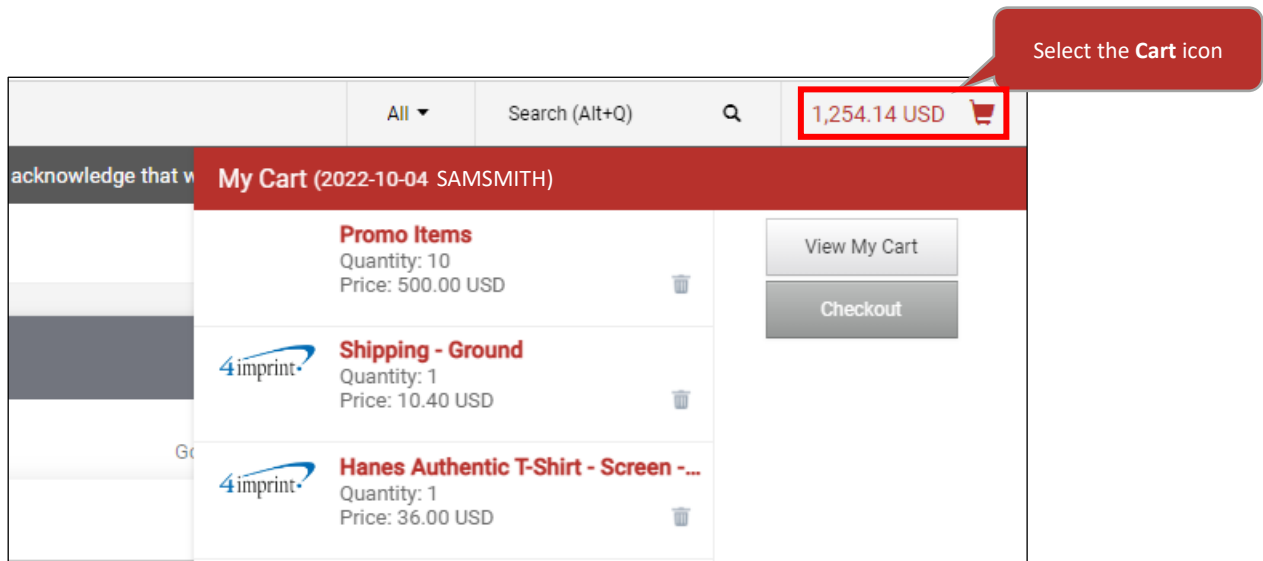 Select the Cart icon
All
Search (Alt+Q)
1,254.14 USD
acknowledge that w
My Cart (2022-10-04 SAMSMITH)
Promo Items
Quantity: 10
Price: 500.00 USD
View My Cart
Checkout
4imprint
Shipping - Ground
Quantity: 1
Price: 10.40 USD
Go
4imprint
Hanes Authentic T-Shirt - Screen -...
Quantity: 1
Price: 36.00 USD